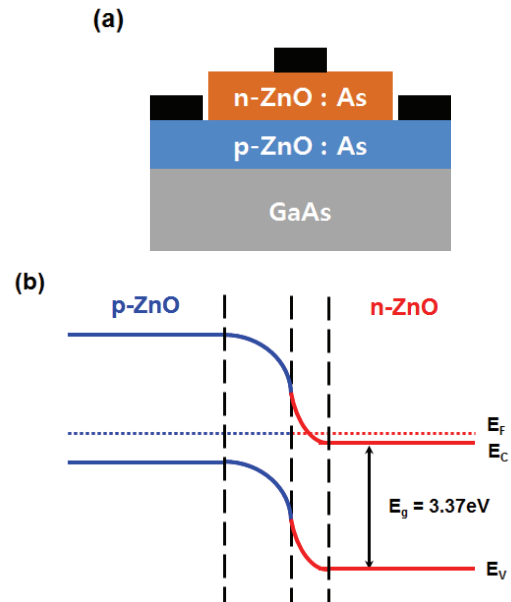 (a)
n-ZnO : As
p-ZnO : As
GaAs
(b)
p-ZnO
n-ZnO
E_F
E_C
E_g = 3.37eV
E_V